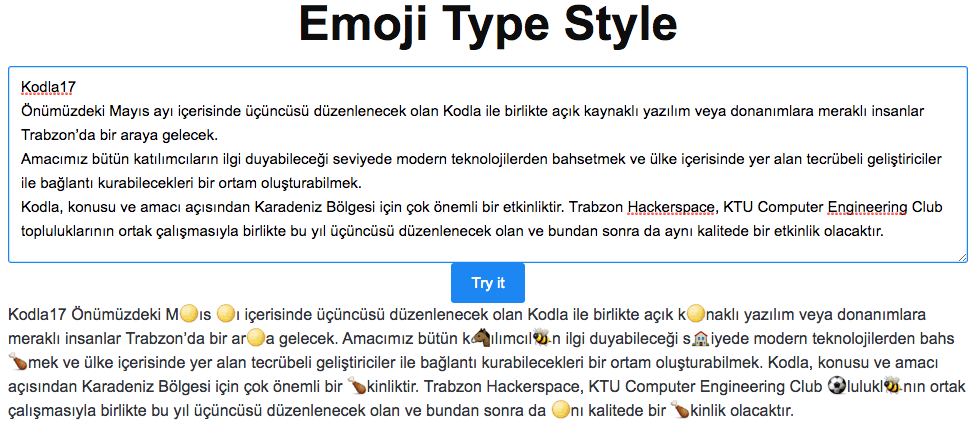 Emoji Type Style
Kodla17
Önümüzdeki Mayıs ayı içerisinde üçüncüsü düzenlenecek olan Kodla ile birlikte açık kaynaklı yazılım veya donanımlara meraklı insanlar
Trabzon’da bir araya gelecek.
Amacımız bütün katılımcıların ilgi duyabileceği seviyede modern teknolojilerden bahsetmek ve ülke içerisinde yer alan tecrübeli geliştiriciler
ile bağlantı kurabilecekleri bir ortam oluşturabilmek.
Kodla, konusu ve amacı açısından Karadeniz Bölgesi için çok önemli bir etkinliktir. Trabzon Hackerspace, KTU Computer Engineering Club
topluluklarının ortak çalışmasıyla birlikte bu yıl üçüncüsü düzenlenecek olan ve bundan sonra da aynı kalitede bir etkinlik olacaktır.
Try it
Kodla17 Önümüzdeki M🌕ıs 🌕ı içerisinde üçüncüsü düzenlenecek olan Kodla ile birlikte açık k🌕naklı yazılım veya donanımlara
meraklı insanlar Trabzon’da bir ar🌕a gelecek. Amacımız bütün k🐴ılımcıl🐝n ilgi duyabileceği s🏠iyede modern teknolojilerden bahs
🍗mek ve ülke içerisinde yer alan tecrübeli geliştiriciler ile bağlantı kurabilecekleri bir ortam oluşturabilmek. Kodla, konusu ve amacı
açısından Karadeniz Bölgesi için çok önemli bir 🍗kinliktir. Trabzon Hackerspace, KTU Computer Engineering Club ⚽lulukl🐝nın ortak
çalışmasıyla birlikte bu yıl üçüncüsü düzenlenecek olan ve bundan sonra da 🌕nı kalitede bir 🍗kinlik olacaktır.